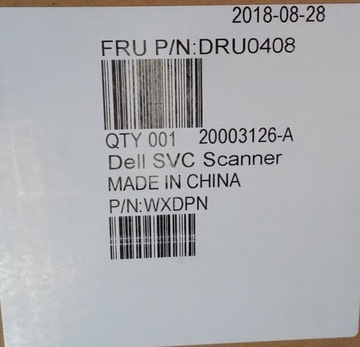 2018-08-28
FRU P/N:DRU0408
QTY 001 20003126-A
Dell SVC Scanner
MADE IN CHINA
P/N:WXDPN